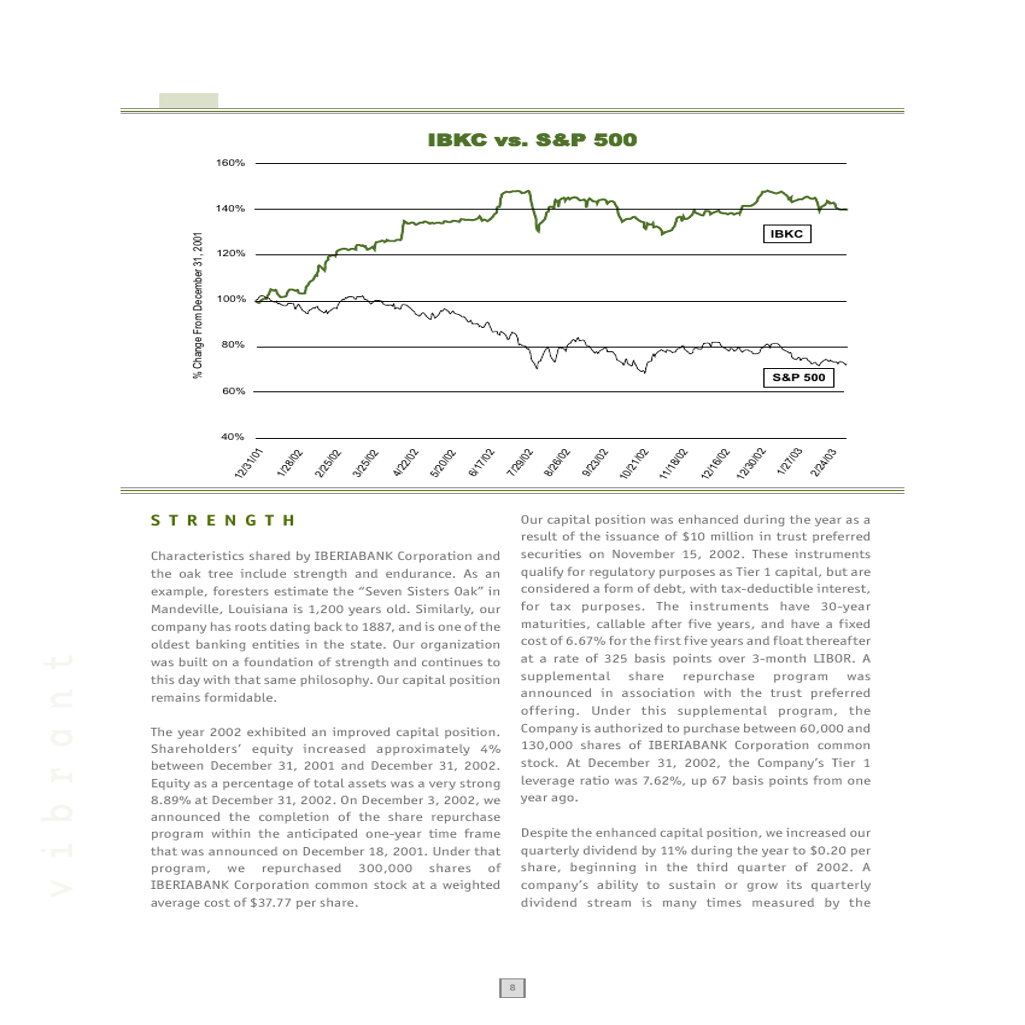 IBKC vs. S&P 500
160%
140%
120%
100%
80%
60%
40%
% Change From December 31, 2001
IBKC
S&P 500
12/31/01
1/28/02
2/25/02
3/25/02
4/22/02
5/20/02
6/17/02
7/29/02
8/26/02
9/23/02
10/21/02
11/18/02
12/16/02
12/30/02
1/27/03
2/24/03
STRENGTH
Characteristics shared by IBERIABANK Corporation and
the oak tree include strength and endurance. As an
example, foresters estimate the “Seven Sisters Oak” in
Mandeville, Louisiana is 1,200 years old. Similarly, our
company has roots dating back to 1887, and is one of the
oldest banking entities in the state. Our organization
was built on a foundation of strength and continues to
this day with that same philosophy. Our capital position
remains formidable.
The year 2002 exhibited an improved capital position.
Shareholders’ equity increased approximately 4%
between December 31, 2001 and December 31, 2002.
Equity as a percentage of total assets was a very strong
8.89% at December 31, 2002. On December 3, 2002, we
announced the completion of the share repurchase
program within the anticipated one-year time frame
that was announced on December 18, 2001. Under that
program, we repurchased 300,000 shares of
IBERIABANK Corporation common stock at a weighted
average cost of $37.77 per share.
Our capital position was enhanced during the year as a
result of the issuance of $10 million in trust preferred
securities on November 15, 2002. These instruments
qualify for regulatory purposes as Tier 1 capital, but are
considered a form of debt, with tax-deductible interest,
for tax purposes. The instruments have 30-year
maturities, callable after five years, and have a fixed
cost of 6.67% for the first five years and float thereafter
at a rate of 325 basis points over 3-month LIBOR. A
supplemental share repurchase program was
announced in association with the trust preferred
offering. Under this supplemental program, the
Company is authorized to purchase between 60,000 and
130,000 shares of IBERIABANK Corporation common
stock. At December 31, 2002, the Company’s Tier 1
leverage ratio was 7.62%, up 67 basis points from one
year ago.
Despite the enhanced capital position, we increased our
quarterly dividend by 11% during the year to $0.20 per
share, beginning in the third quarter of 2002. A
company’s ability to sustain or grow its quarterly
dividend stream is many times measured by the
vibrant
8